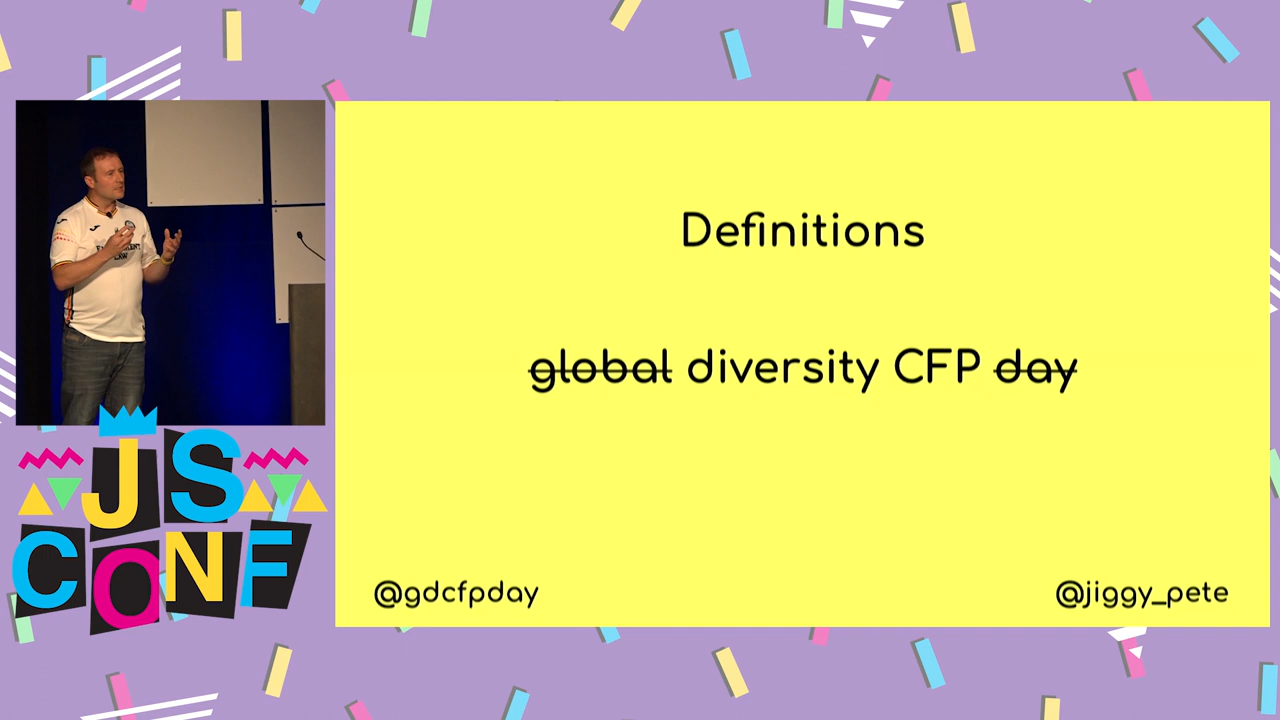 Definitions
global diversity CFP day
@gdcfpday
@jiggy_pete
JS
CONF